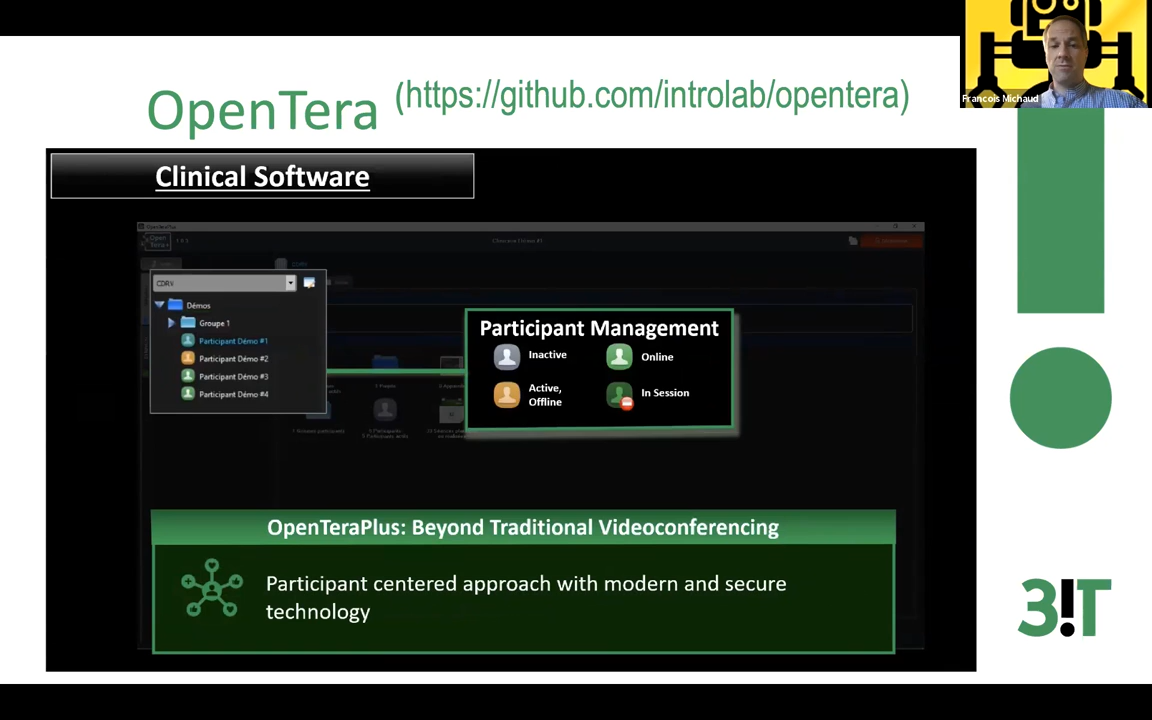 OpenTera (https://github.com/introlab/opentera)
Francois Michaud
Clinical Software
CDRV
Démos
Groupe 1
Participant Démo #1
Participant Démo #2
Participant Démo #3
Participant Démo #4
Participant Management
Inactive
Online
Active,
Offline
In Session
OpenTeraPlus: Beyond Traditional Videoconferencing
Participant centered approach with modern and secure
technology
3!T